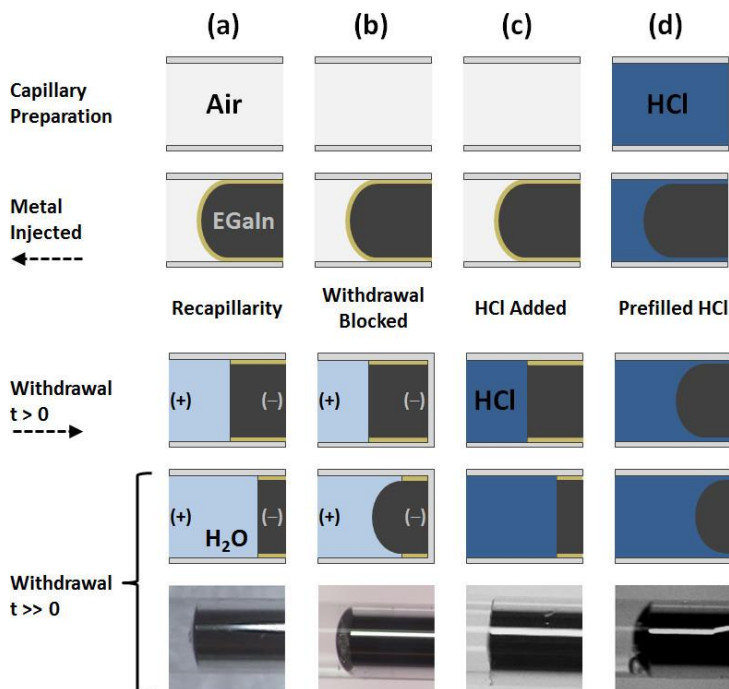 (a) (b) (c) (d)
Capillary
Preparation
Air
HCl
Metal
Injected
EGaIn
Recapillarity
Withdrawal
Blocked
HCl Added
Prefilled HCl
Withdrawal
t > 0
(+) (−)
(+) (−)
HCl
(+) (−)
H₂O
(+) (−)
Withdrawal
t >> 0